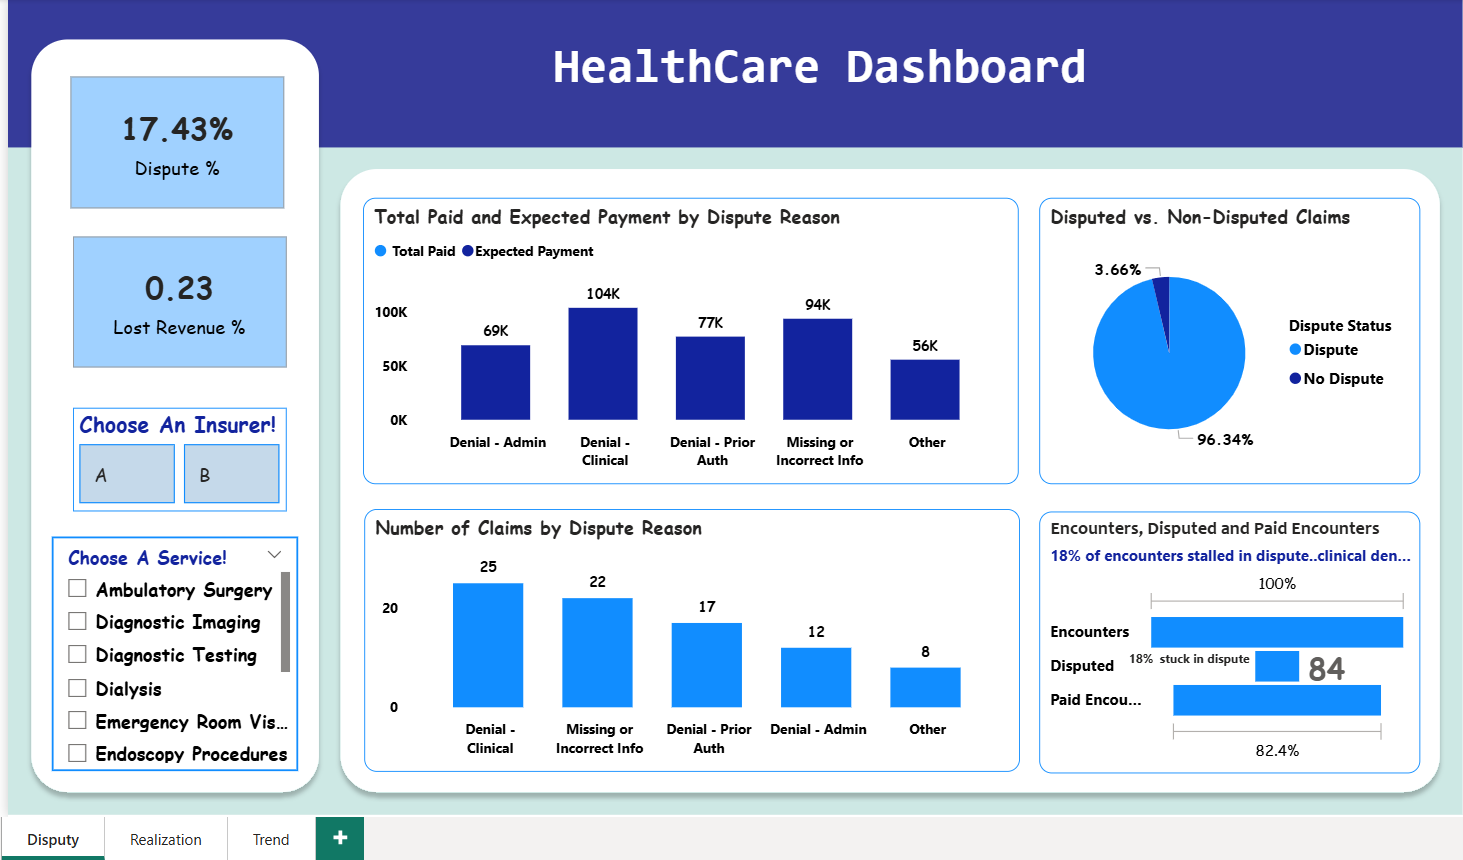 HealthCare Dashboard
17.43%
Dispute %
0.23
Lost Revenue %
Choose An Insurer!
A
B
Choose A Service!
Ambulatory Surgery
Diagnostic Imaging
Diagnostic Testing
Dialysis
Emergency Room Vis...
Endoscopy Procedures
Total Paid and Expected Payment by Dispute Reason
Total Paid Expected Payment
100K
50K
0K
69K
104K
77K
94K
56K
Denial - Admin
Denial -
Clinical
Denial - Prior
Auth
Missing or
Incorrect Info
Other
Disputed vs. Non-Disputed Claims
3.66%
96.34%
Dispute Status
Dispute
No Dispute
Number of Claims by Dispute Reason
20
0
25
22
17
12
8
Denial -
Clinical
Missing or
Incorrect Info
Denial - Prior
Auth
Denial - Admin
Other
Encounters, Disputed and Paid Encounters
18% of encounters stalled in dispute..clinical den...
100%
Encounters
Disputed
18% stuck in dispute
84
Paid Encou...
82.4%
Disputy
Realization
Trend
+